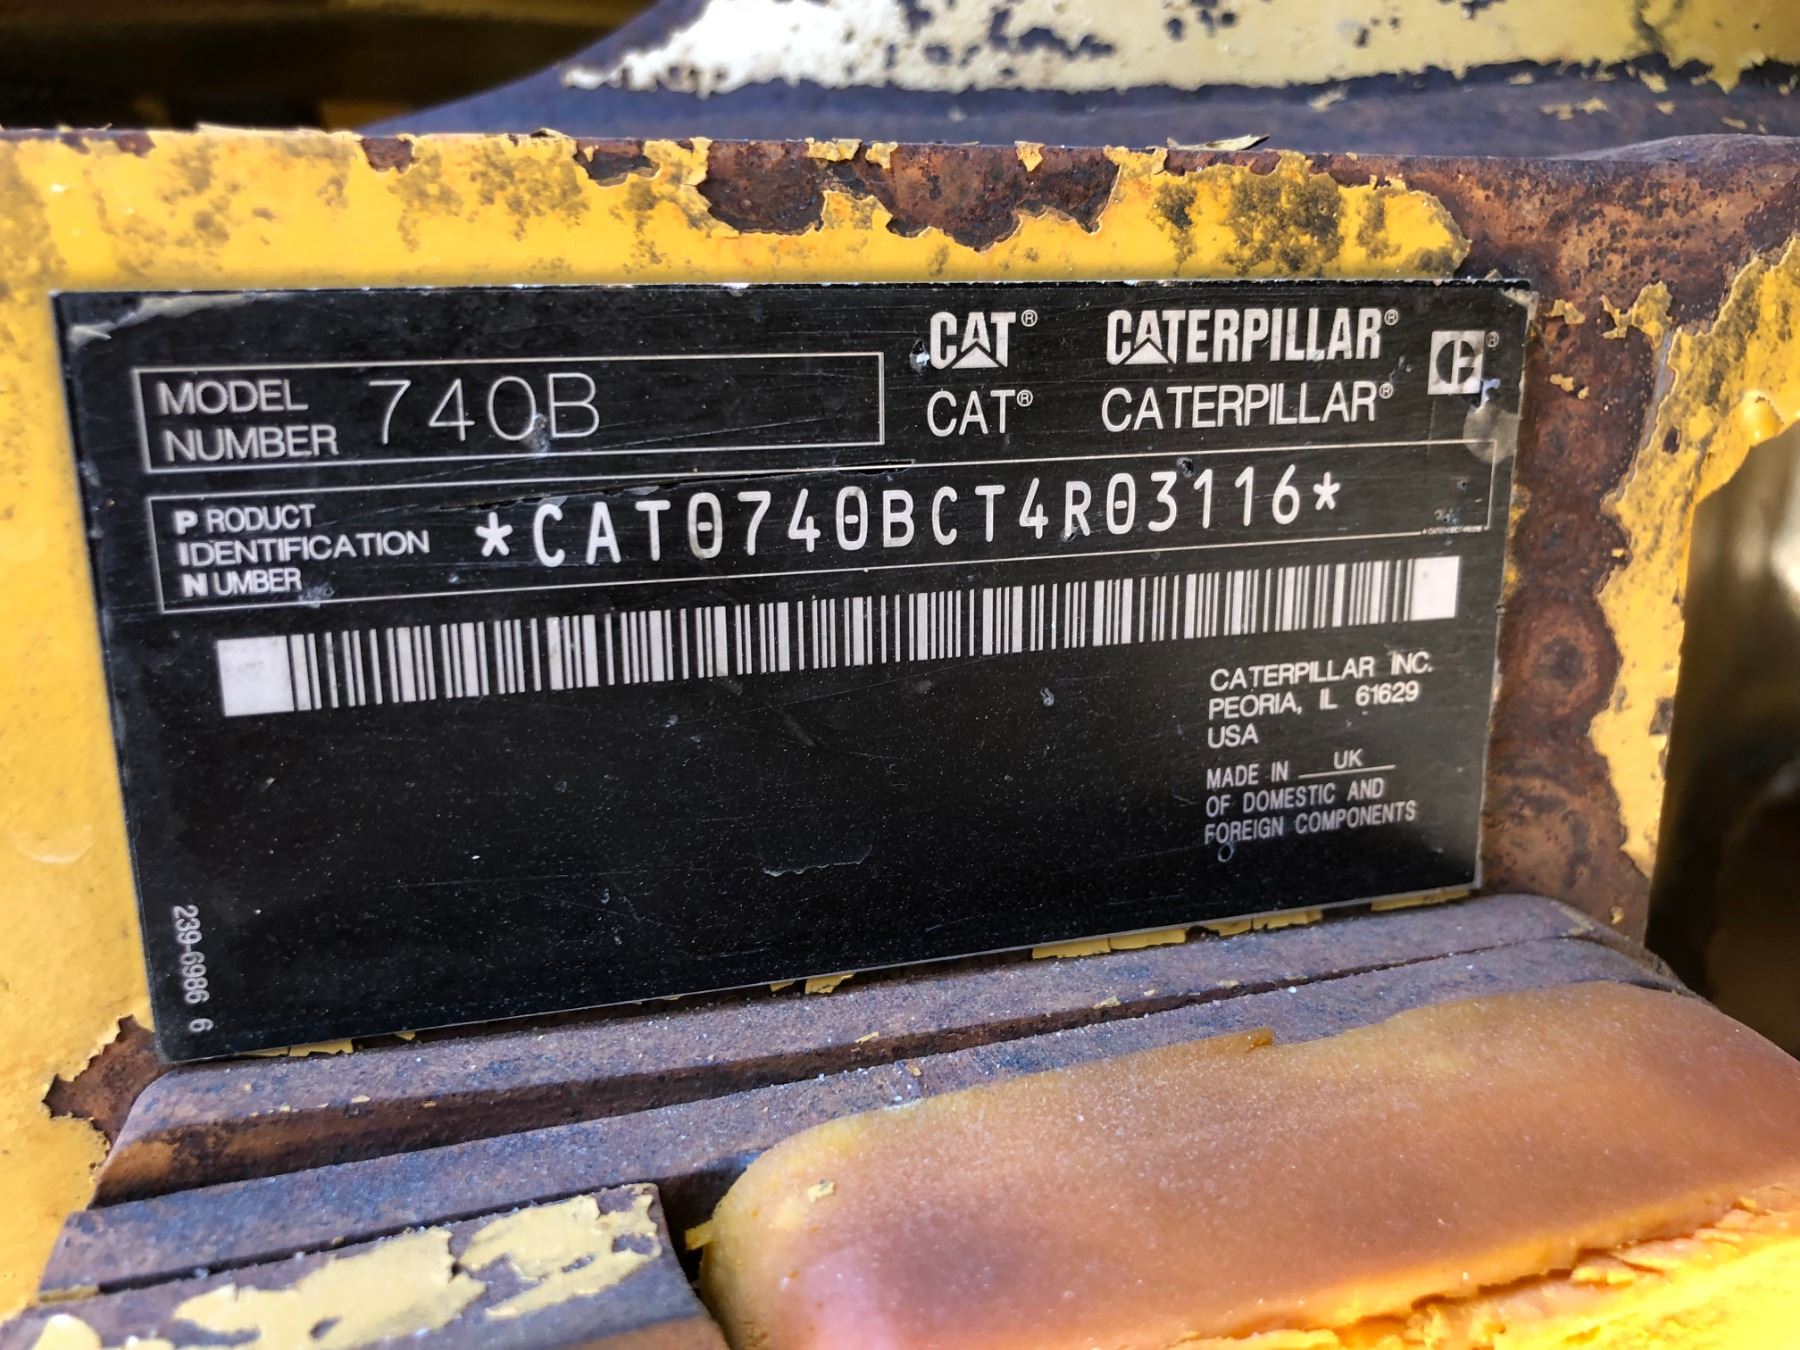 CAT® CATERPILLAR®
MODEL NUMBER 740B
CAT® CATERPILLAR®
PRODUCT IDENTIFICATION NUMBER *CAT0740BCT4R03116*
CATERPILLAR INC.
PEORIA, IL 61629
USA
MADE IN UK
OF DOMESTIC AND
FOREIGN COMPONENTS
239-6986 6